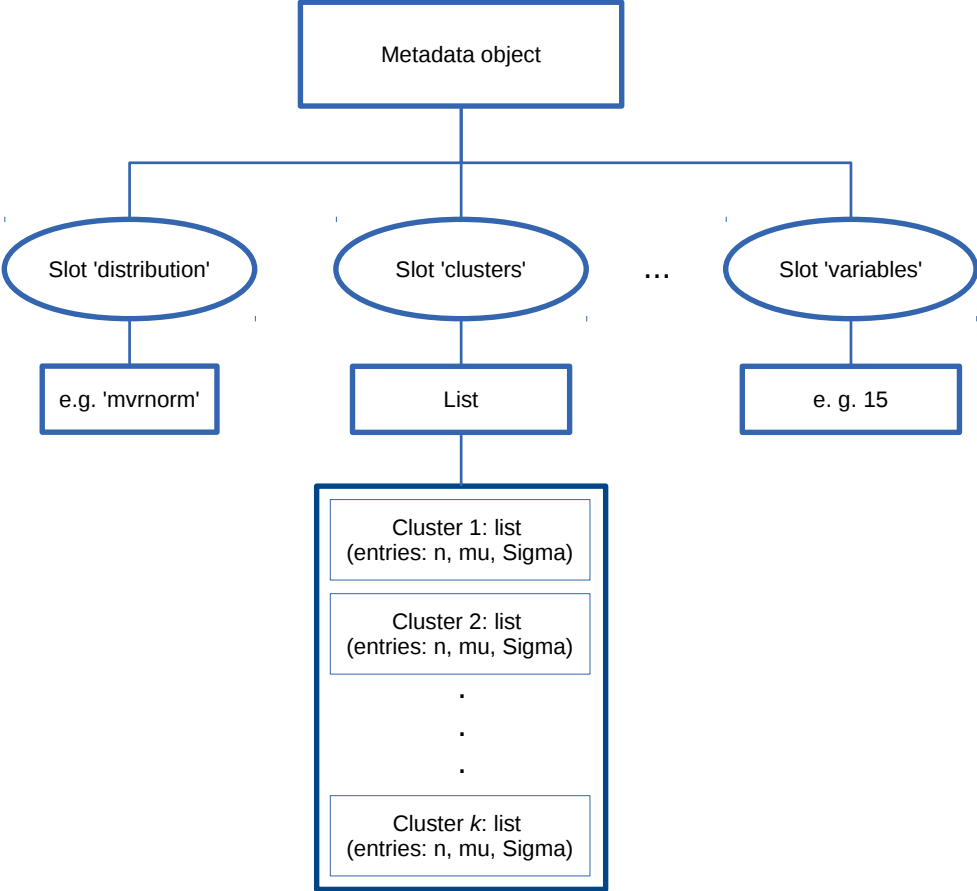 Metadata object
Slot 'distribution'
Slot 'clusters'
...
Slot 'variables'
e.g. 'mvrnorm'
List
e. g. 15
Cluster 1: list
(entries: n, mu, Sigma)
Cluster 2: list
(entries: n, mu, Sigma)
.
.
.
Cluster k: list
(entries: n, mu, Sigma)